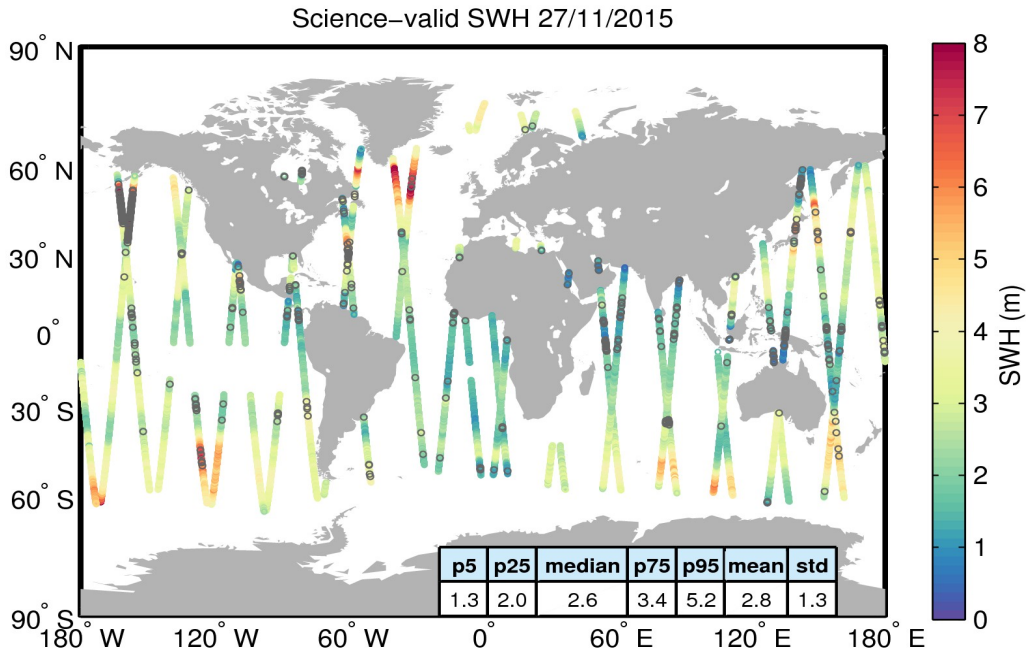 Science−valid SWH 27/11/2015
90° N
60° N
30° N
0°
30° S
60° S
90° S
180° W
120° W
60° W
0°
60° E
120° E
180° E
p5 p25 median p75 p95 mean std
1.3 2.0 2.6 3.4 5.2 2.8 1.3
8
7
6
5
4
3
2
1
0
SWH (m)